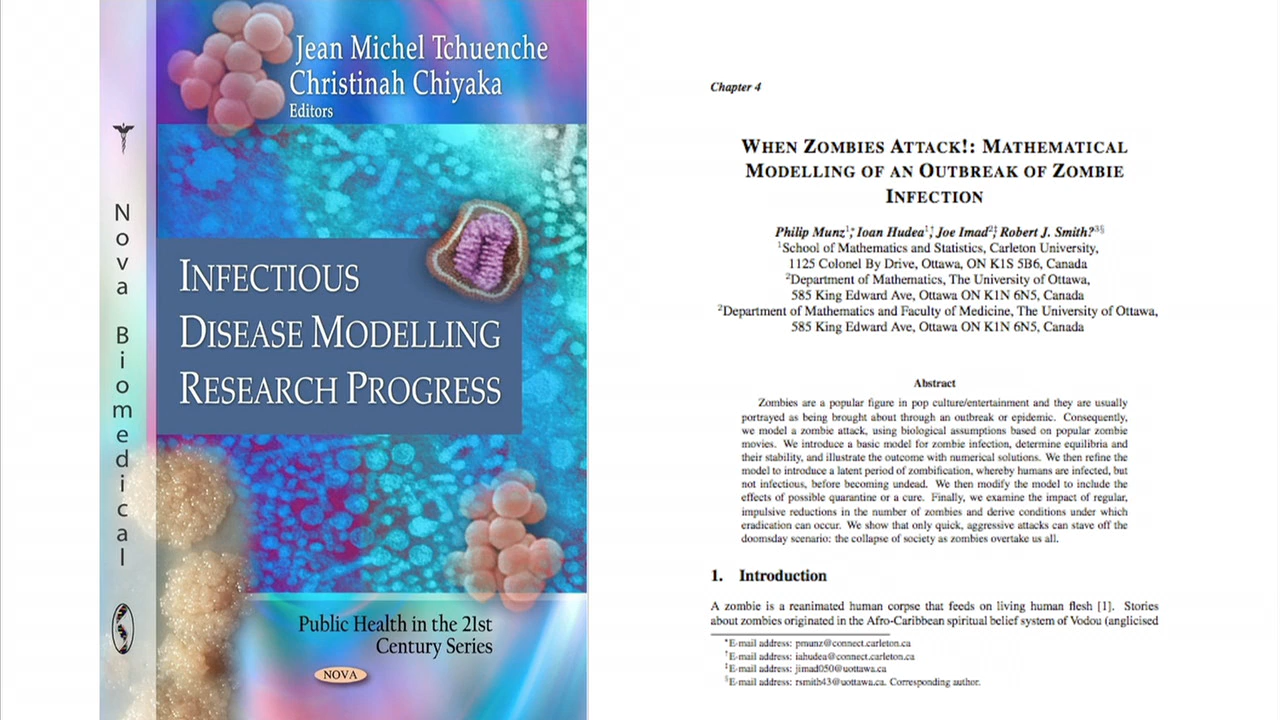 Jean Michel Tchuenche
Christinah Chiyaka
Editors
Nova Biomedical
INFECTIOUS
DISEASE MODELLING
RESEARCH PROGRESS
Public Health in the 21st
Century Series
NOVA
Chapter 4
WHEN ZOMBIES ATTACK!: MATHEMATICAL
MODELLING OF AN OUTBREAK OF ZOMBIE
INFECTION
Philip Munz¹,* Ioan Hudea¹,† Joe Imad²,‡ Robert J. Smith?³§
¹School of Mathematics and Statistics, Carleton University,
1125 Colonel By Drive, Ottawa, ON K1S 5B6, Canada
²Department of Mathematics, The University of Ottawa,
585 King Edward Ave, Ottawa ON K1N 6N5, Canada
²Department of Mathematics and Faculty of Medicine, The University of Ottawa,
585 King Edward Ave, Ottawa ON K1N 6N5, Canada
Abstract
Zombies are a popular figure in pop culture/entertainment and they are usually
portrayed as being brought about through an outbreak or epidemic. Consequently,
we model a zombie attack, using biological assumptions based on popular zombie
movies. We introduce a basic model for zombie infection, determine equilibria and
their stability, and illustrate the outcome with numerical solutions. We then refine the
model to introduce a latent period of zombification, whereby humans are infected, but
not infectious, before becoming undead. We then modify the model to include the
effects of possible quarantine or a cure. Finally, we examine the impact of regular,
impulsive reductions in the number of zombies and derive conditions under which
eradication can occur. We show that only quick, aggressive attacks can stave off the
doomsday scenario: the collapse of society as zombies overtake us all.
1. Introduction
A zombie is a reanimated human corpse that feeds on living human flesh [1]. Stories
about zombies originated in the Afro-Caribbean spiritual belief system of Vodou (anglicised
*E-mail address: pmunz@connect.carleton.ca
†E-mail address: iahudea@connect.carleton.ca
‡E-mail address: jimad050@uottawa.ca
§E-mail address: rsmith43@uottawa.ca. Corresponding author.